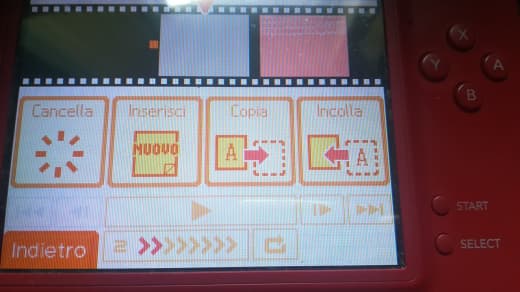 Cancella
Inserisci
Copia
Incolla
NUOVO
A
A
Indietro
2
X
Y
A
B
START
SELECT